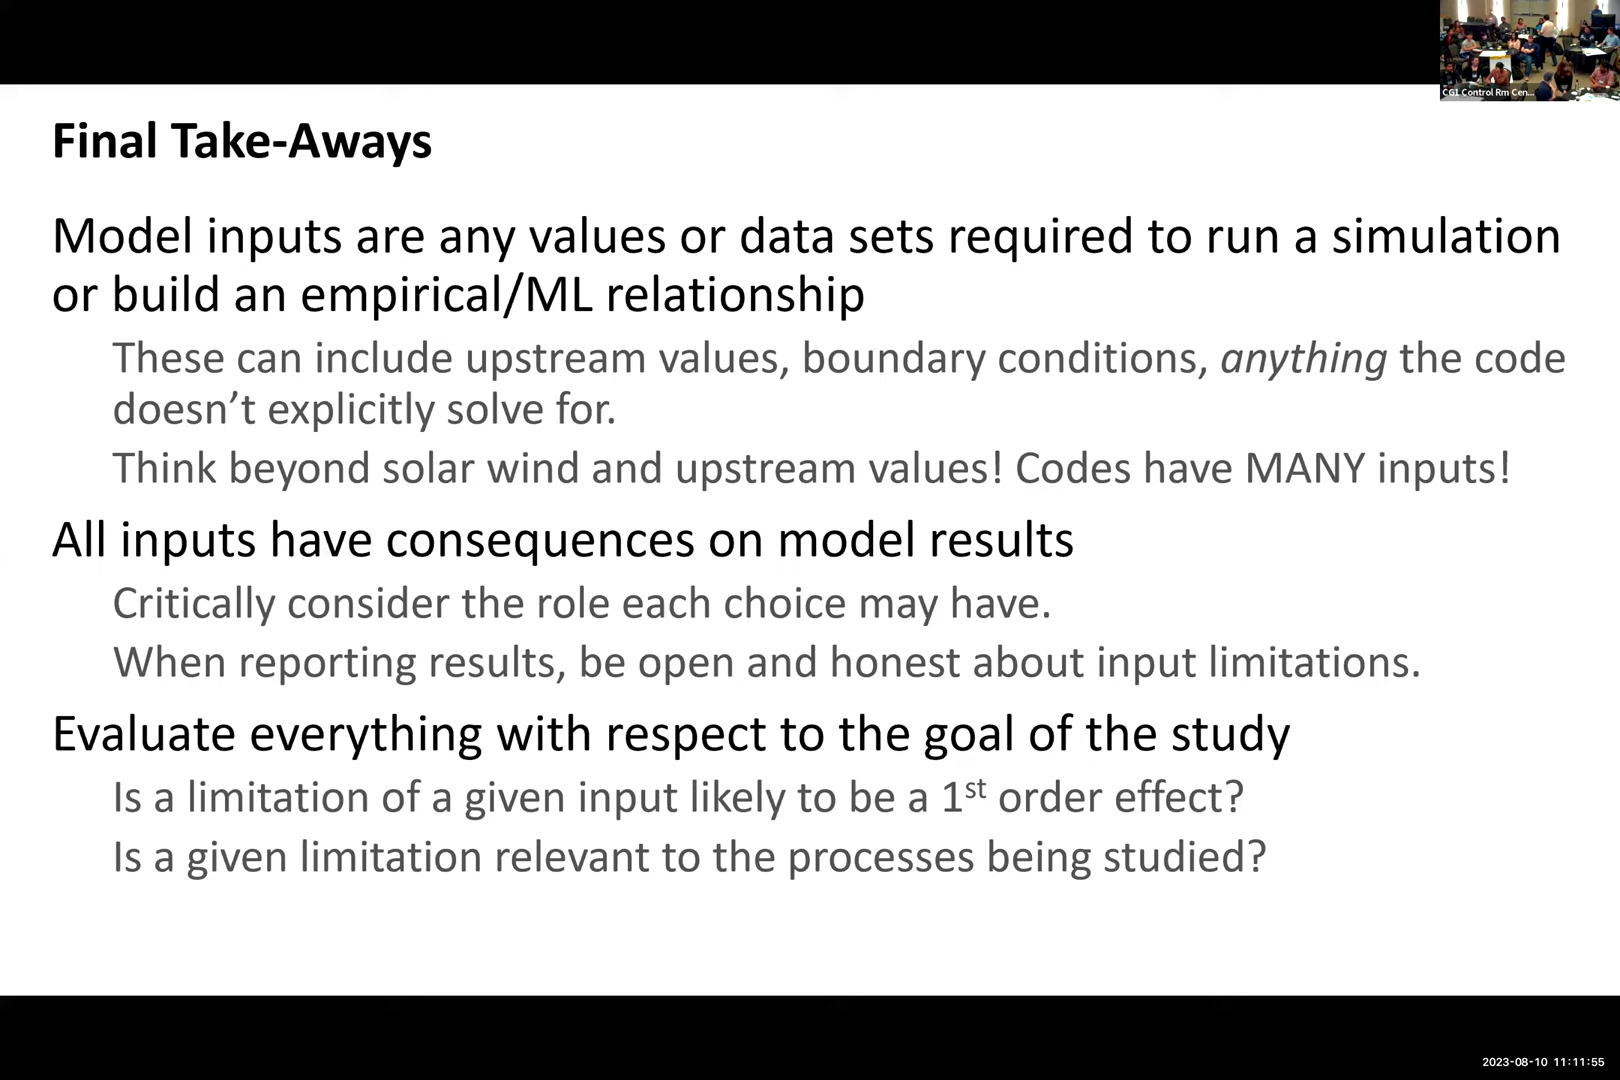 CG1 Control Rm Cen...
Final Take-Aways
Model inputs are any values or data sets required to run a simulation
or build an empirical/ML relationship
These can include upstream values, boundary conditions, anything the code
doesn’t explicitly solve for.
Think beyond solar wind and upstream values! Codes have MANY inputs!
All inputs have consequences on model results
Critically consider the role each choice may have.
When reporting results, be open and honest about input limitations.
Evaluate everything with respect to the goal of the study
Is a limitation of a given input likely to be a 1st order effect?
Is a given limitation relevant to the processes being studied?
2023-08-10 11:11:55